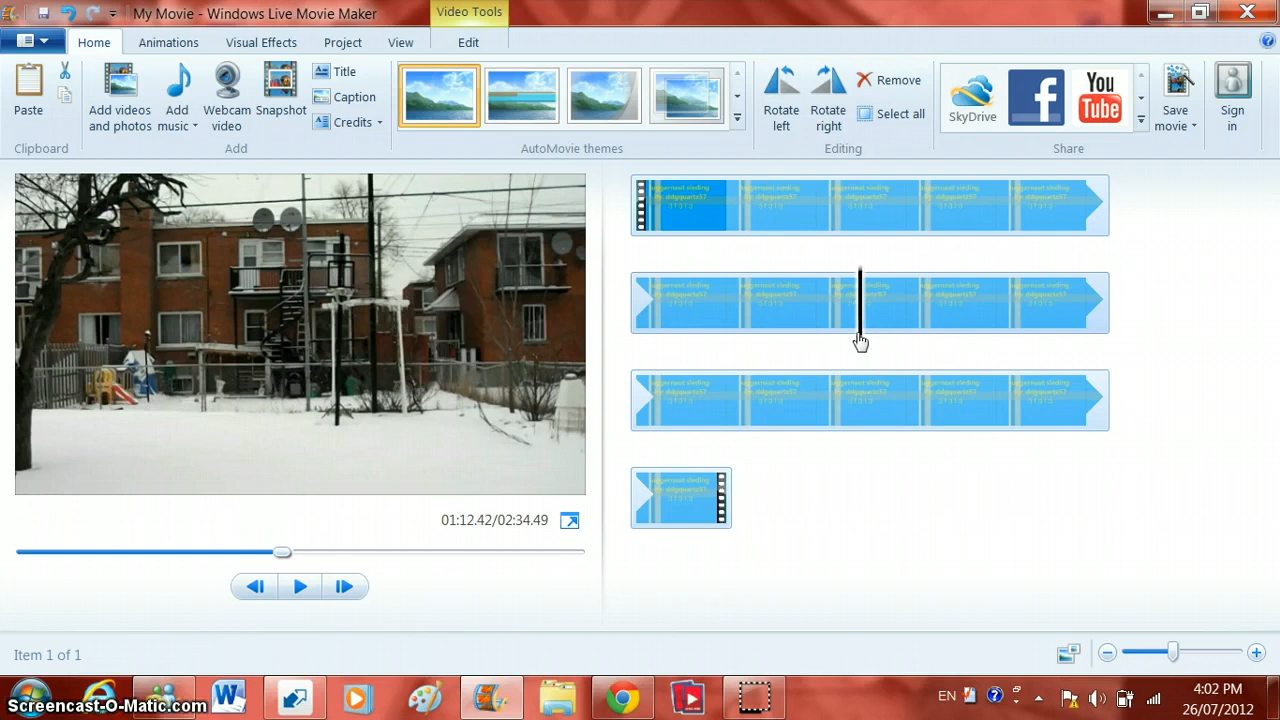 My Movie - Windows Live Movie Maker
Video Tools
Home
Animations
Visual Effects
Project
View
Edit
Paste
Add videos
and photos
Add
music
Webcam
video
Snapshot
Title
Caption
Credits
Rotate
left
Rotate
right
Remove
Select all
SkyDrive
f
You
Tube
Save
movie
Sign
in
Clipboard
Add
AutoMovie themes
Editing
Share
01:12.42/02:34.49
Item 1 of 1
EN
4:02 PM
26/07/2012
Screencast-O-Matic.com